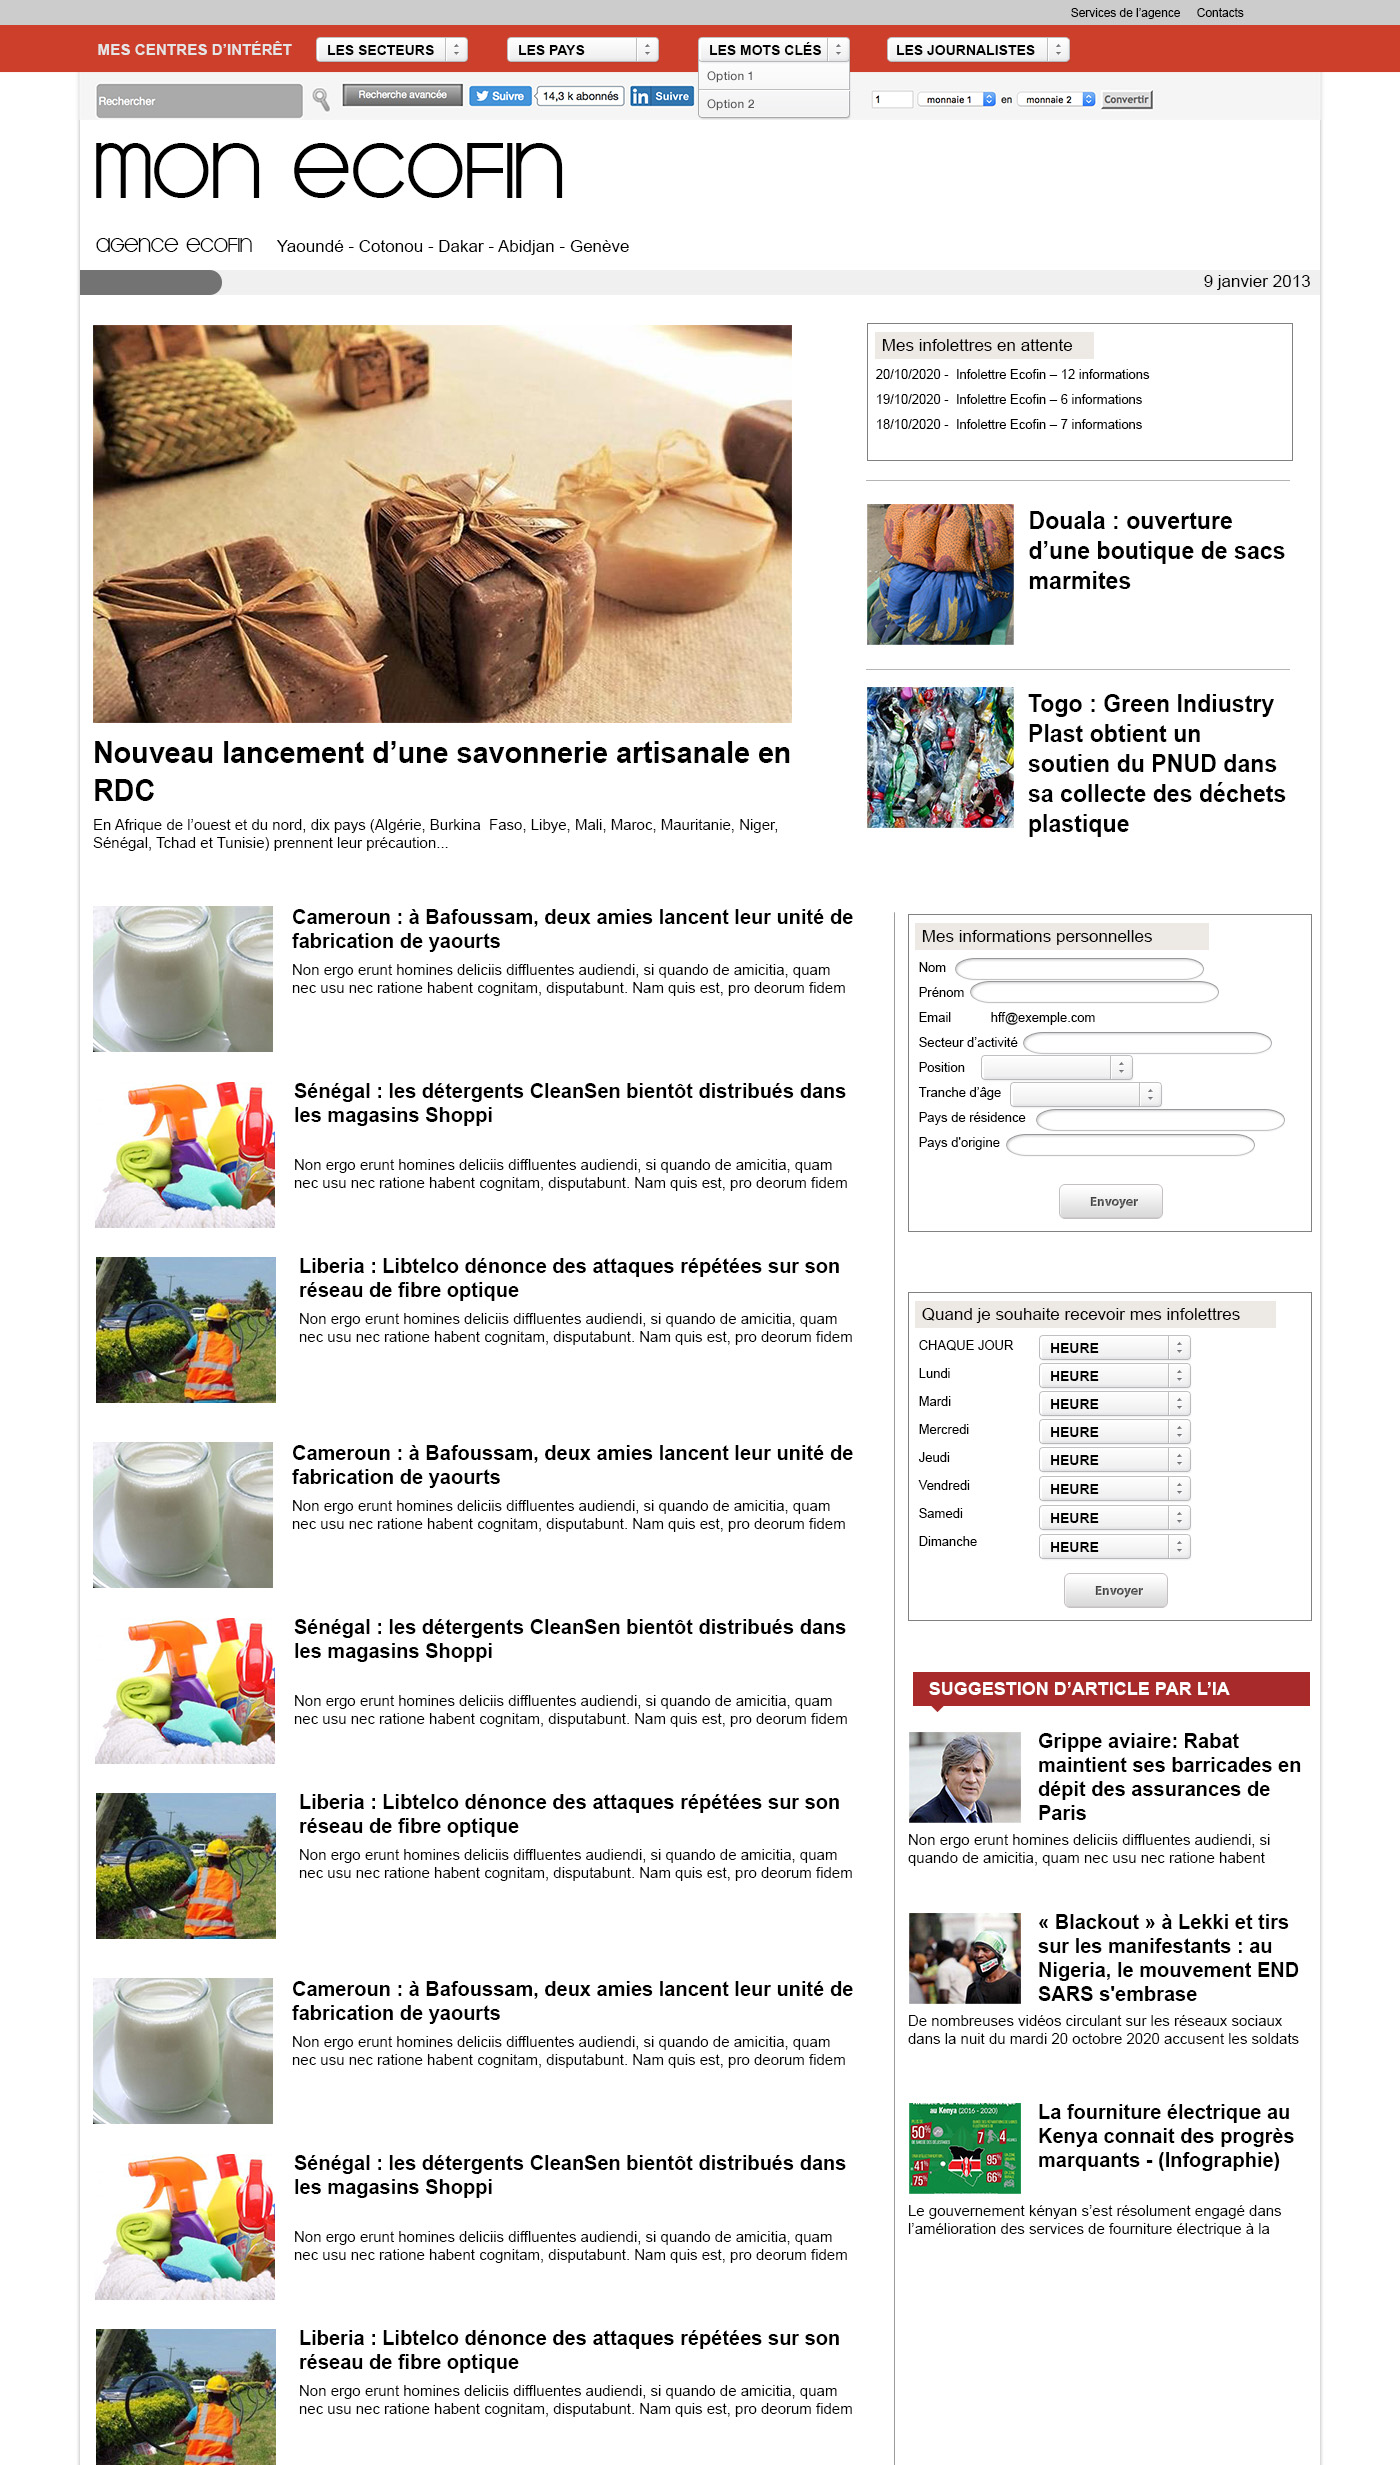 Services de l'agence Contacts
MES CENTRES D'INTÉRÊT LES SECTEURS LES PAYS LES MOTS CLÉS LES JOURNALISTES
Option 1
Option 2
Rechercher Recherche avancée Suivre 14,3 k abonnés in Suivre 1 monnaie 1 en monnaie 2 Convertir
mon ecofin
agence ecofin Yaoundé - Cotonou - Dakar - Abidjan - Genève
9 janvier 2013
Nouveau lancement d'une savonnerie artisanale en
RDC
En Afrique de l'ouest et du nord, dix pays (Algérie, Burkina Faso, Libye, Mali, Maroc, Mauritanie, Niger,
Sénégal, Tchad et Tunisie) prennent leur précaution...
Mes infolettres en attente
20/10/2020 - Infolettre Ecofin – 12 informations
19/10/2020 - Infolettre Ecofin – 6 informations
18/10/2020 - Infolettre Ecofin – 7 informations
Douala : ouverture
d'une boutique de sacs
marmites
Togo : Green Indiustry
Plast obtient un
soutien du PNUD dans
sa collecte des déchets
plastique
Cameroun : à Bafoussam, deux amies lancent leur unité de
fabrication de yaourts
Non ergo erunt homines deliciis diffluentes audiendi, si quando de amicitia, quam
nec usu nec ratione habent cognitam, disputabunt. Nam quis est, pro deorum fidem
Sénégal : les détergents CleanSen bientôt distribués dans
les magasins Shoppi
Non ergo erunt homines deliciis diffluentes audiendi, si quando de amicitia, quam
nec usu nec ratione habent cognitam, disputabunt. Nam quis est, pro deorum fidem
Liberia : Libtelco dénonce des attaques répétées sur son
réseau de fibre optique
Non ergo erunt homines deliciis diffluentes audiendi, si quando de amicitia, quam
nec usu nec ratione habent cognitam, disputabunt. Nam quis est, pro deorum fidem
Cameroun : à Bafoussam, deux amies lancent leur unité de
fabrication de yaourts
Non ergo erunt homines deliciis diffluentes audiendi, si quando de amicitia, quam
nec usu nec ratione habent cognitam, disputabunt. Nam quis est, pro deorum fidem
Sénégal : les détergents CleanSen bientôt distribués dans
les magasins Shoppi
Non ergo erunt homines deliciis diffluentes audiendi, si quando de amicitia, quam
nec usu nec ratione habent cognitam, disputabunt. Nam quis est, pro deorum fidem
Liberia : Libtelco dénonce des attaques répétées sur son
réseau de fibre optique
Non ergo erunt homines deliciis diffluentes audiendi, si quando de amicitia, quam
nec usu nec ratione habent cognitam, disputabunt. Nam quis est, pro deorum fidem
Cameroun : à Bafoussam, deux amies lancent leur unité de
fabrication de yaourts
Non ergo erunt homines deliciis diffluentes audiendi, si quando de amicitia, quam
nec usu nec ratione habent cognitam, disputabunt. Nam quis est, pro deorum fidem
Sénégal : les détergents CleanSen bientôt distribués dans
les magasins Shoppi
Non ergo erunt homines deliciis diffluentes audiendi, si quando de amicitia, quam
nec usu nec ratione habent cognitam, disputabunt. Nam quis est, pro deorum fidem
Liberia : Libtelco dénonce des attaques répétées sur son
réseau de fibre optique
Non ergo erunt homines deliciis diffluentes audiendi, si quando de amicitia, quam
nec usu nec ratione habent cognitam, disputabunt. Nam quis est, pro deorum fidem
Mes informations personnelles
Nom
Prénom
Email hff@exemple.com
Secteur d'activité
Position
Tranche d'âge
Pays de résidence
Pays d'origine
Envoyer
Quand je souhaite recevoir mes infolettres
CHAQUE JOUR HEURE
Lundi HEURE
Mardi HEURE
Mercredi HEURE
Jeudi HEURE
Vendredi HEURE
Samedi HEURE
Dimanche HEURE
Envoyer
SUGGESTION D'ARTICLE PAR L'IA
Grippe aviaire: Rabat
maintient ses barricades en
dépit des assurances de
Paris
Non ergo erunt homines deliciis diffluentes audiendi, si
quando de amicitia, quam nec usu nec ratione habent
« Blackout » à Lekki et tirs
sur les manifestants : au
Nigeria, le mouvement END
SARS s'embrase
De nombreuses vidéos circulant sur les réseaux sociaux
dans la nuit du mardi 20 octobre 2020 accusent les soldats
au Kenya (2016 - 2020)
50%
7 4
41% 95%
75% 66%
La fourniture électrique au
Kenya connait des progrès
marquants - (Infographie)
Le gouvernement kényan s'est résolument engagé dans
l'amélioration des services de fourniture électrique à la